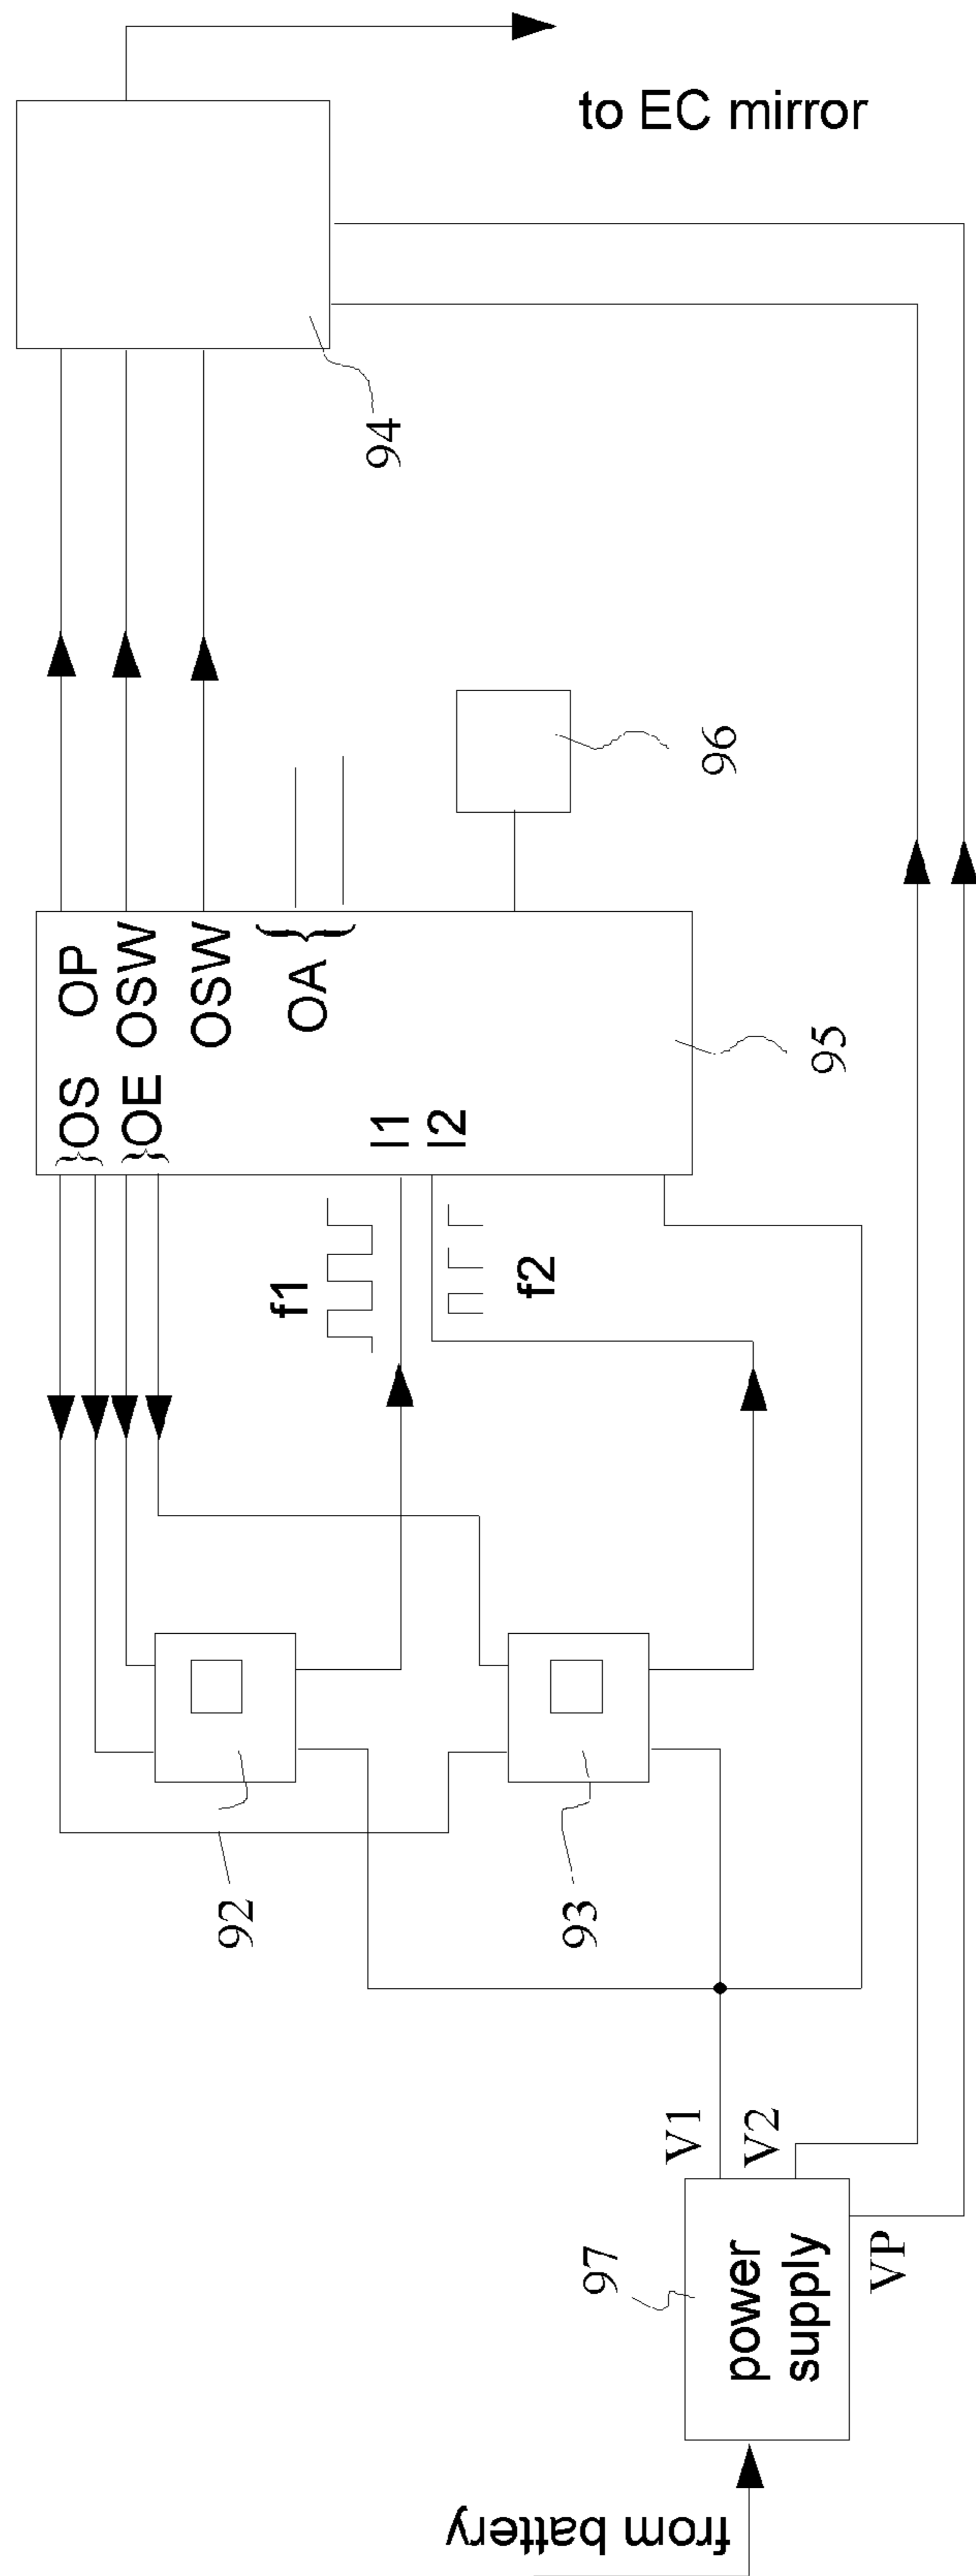 to EC mirror
94
96
OP
OSW
OSW
OA
OS
OE
I1
I2
95
f1
f2
92
93
V1
V2
VP
97
power
supply
from battery